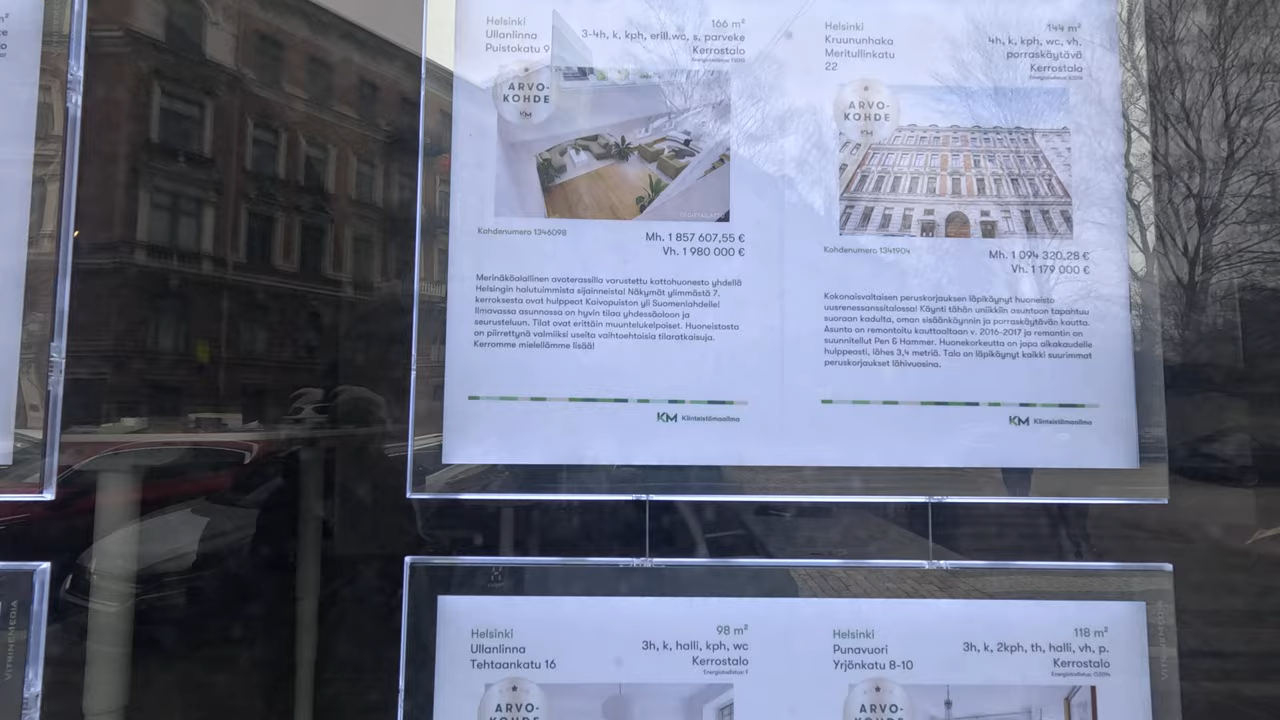 Helsinki
Ullanlinna
Puistokatu 9
166 m²
3-4h, k, kph, erill.wc, s, parveke
Kerrostalo
ARVO-
KOHDE
KM
Kohdenumero 1346098
Mh. 1 857 607,55 €
Vh. 1 980 000 €
Merinäköalallinen avoterassilla varustettu kattohuoneisto yhdellä
Helsingin halutuimmista sijainneista! Näkymät ylimmästä 7.
kerroksesta ovat hulppeat Kaivopuiston yli Suomenlahdelle!
Ilmavassa asunnossa on hyvin tilaa yhdessäoloon ja
seurusteluun. Tilat ovat erittäin muuntelukelpoiset. Huoneistosta
on piirrettynä valmiiksi useita vaihtoehtoisia tilaratkaisuja.
Kerromme mielellämme lisää!
KM Kiinteistömaailma
Helsinki
Kruununhaka
Meritullinkatu
22
144 m²
4h, k, kph, wc, vh,
porraskäytävä
Kerrostalo
ARVO-
KOHDE
KM
Kohdenumero 1341904
Mh. 1 094 320,28 €
Vh. 1 179 000 €
Kokonaisvaltaisen peruskorjauksen läpikäynyt huoneisto
uusrenessanssitalossa! Käynti tähän uniikkiin asuntoon tapahtuu
suoraan kadulta, oman sisäänkäynnin ja porraskäytävän kautta.
Asunto on remontoitu kauttaaltaan v. 2016-2017 ja remontin on
suunnitellut Pen & Hammer. Huonekorkeutta on jopa aikakaudelle
hulppeasti, lähes 3,4 metriä. Talo on läpikäynyt kaikki suurimmat
peruskorjaukset lähivuosina.
KM Kiinteistömaailma
Helsinki
Ullanlinna
Tehtaankatu 16
98 m²
3h, k, halli, kph, wc
Kerrostalo
Energialuokka: F
ARVO-
KOHDE
Helsinki
Punavuori
Yrjönkatu 8-10
118 m²
3h, k, 2kph, th, halli, vh, p.
Kerrostalo
ARVO-
KOHDE
VITRINEMEDIA
VITRINEMEDIA